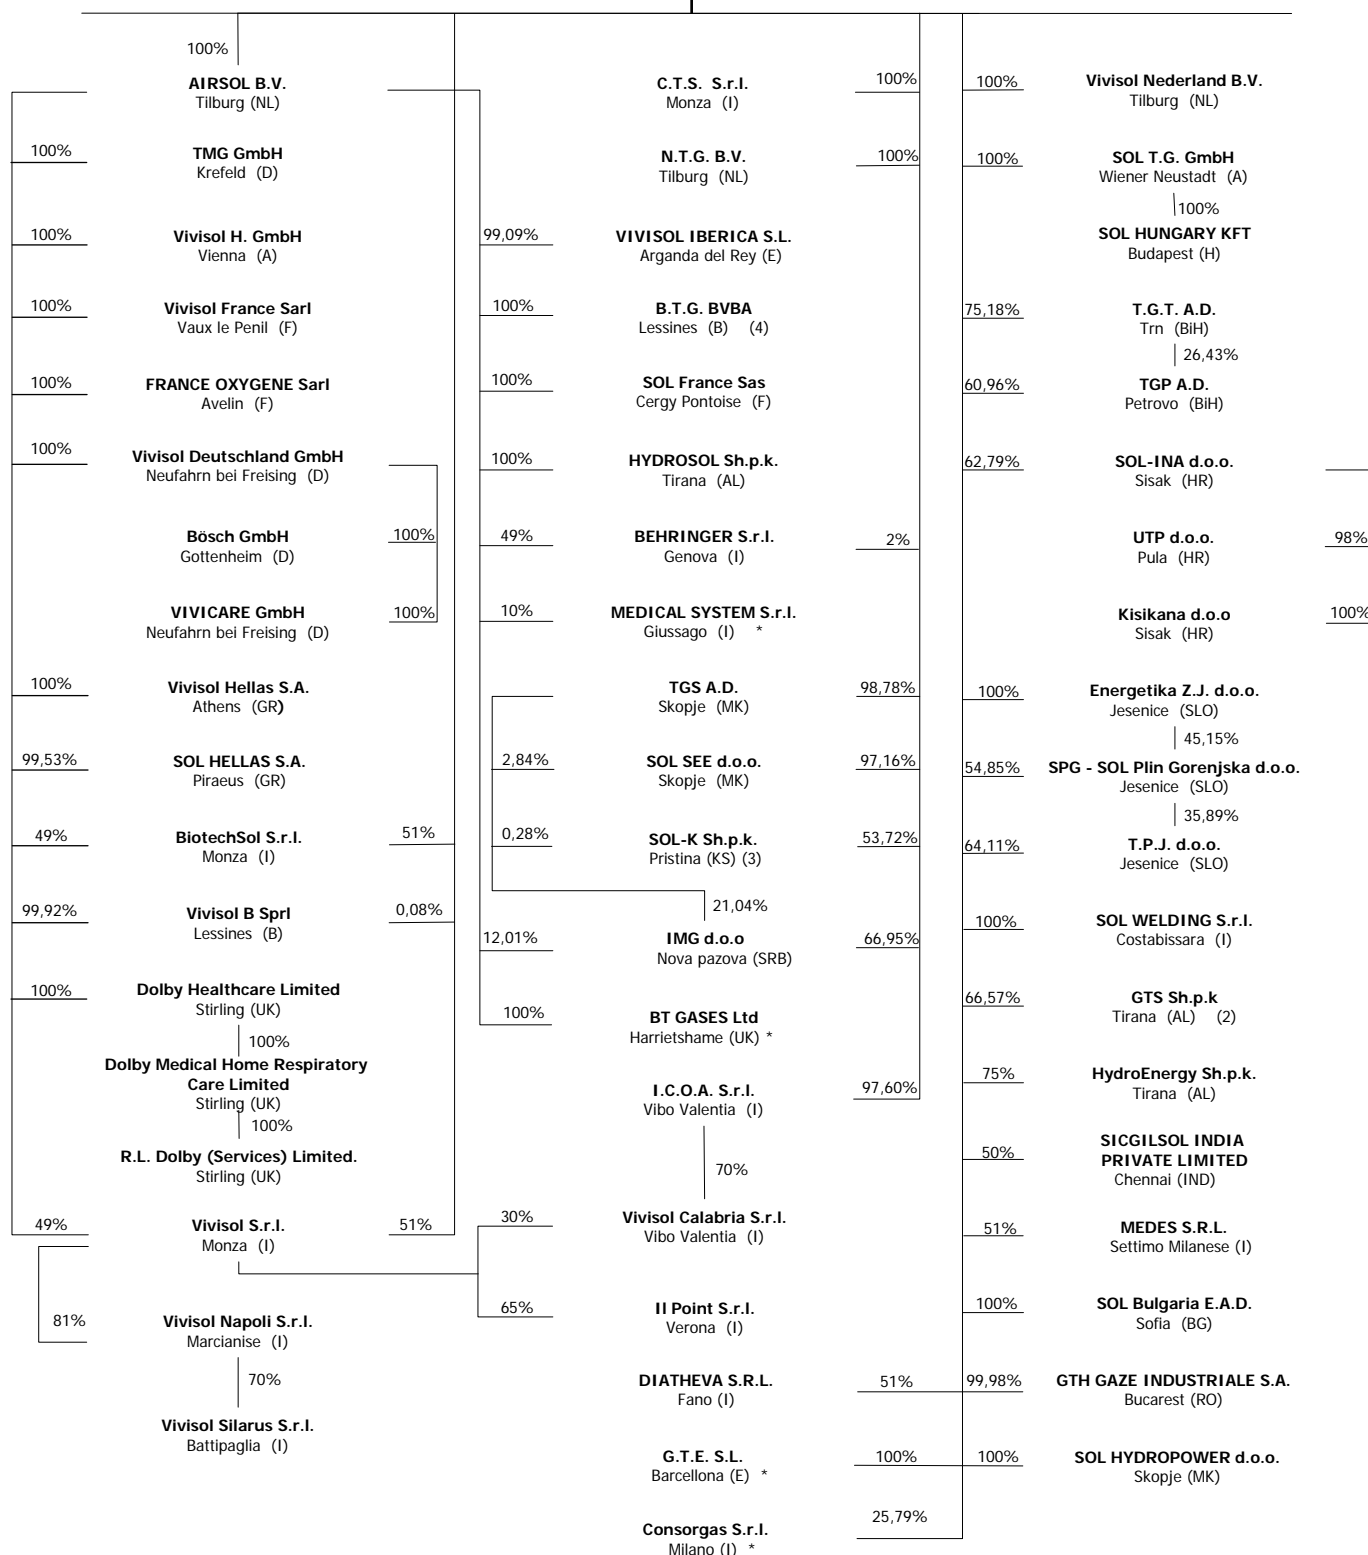 100%
AIRSOL B.V.
Tilburg (NL)
100%
TMG GmbH
Krefeld (D)
100%
Vivisol H. GmbH
Vienna (A)
100%
Vivisol France Sarl
Vaux le Penil (F)
100%
FRANCE OXYGENE Sarl
Avelin (F)
100%
Vivisol Deutschland GmbH
Neufahrn bei Freising (D)
Bösch GmbH
100%
Gottenheim (D)
VIVICARE GmbH
100%
Neufahrn bei Freising (D)
100%
Vivisol Hellas S.A.
Athens (GR)
99,53%
SOL HELLAS S.A.
Piraeus (GR)
49%
BiotechSol S.r.l.
51%
Monza (I)
99,92%
Vivisol B Sprl
0,08%
Lessines (B)
100%
Dolby Healthcare Limited
Stirling (UK)
100%
Dolby Medical Home Respiratory
Care Limited
Stirling (UK)
100%
R.L. Dolby (Services) Limited.
Stirling (UK)
49%
Vivisol S.r.l.
51%
Monza (I)
81%
Vivisol Napoli S.r.l.
Marcianise (I)
70%
Vivisol Silarus S.r.l.
Battipaglia (I)
C.T.S. S.r.l.
100%
Monza (I)
N.T.G. B.V.
100%
Tilburg (NL)
99,09%
VIVISOL IBERICA S.L.
Arganda del Rey (E)
100%
B.T.G. BVBA
Lessines (B) (4)
100%
SOL France Sas
Cergy Pontoise (F)
100%
HYDROSOL Sh.p.k.
Tirana (AL)
49%
BEHRINGER S.r.l.
2%
Genova (I)
10%
MEDICAL SYSTEM S.r.l.
Giussago (I) *
TGS A.D.
98,78%
Skopje (MK)
2,84%
SOL SEE d.o.o.
97,16%
Skopje (MK)
0,28%
SOL-K Sh.p.k.
53,72%
Pristina (KS) (3)
21,04%
12,01%
IMG d.o.o
66,95%
Nova pazova (SRB)
100%
BT GASES Ltd
Harrietshame (UK) *
I.C.O.A. S.r.l.
97,60%
Vibo Valentia (I)
70%
30%
Vivisol Calabria S.r.l.
Vibo Valentia (I)
65%
Il Point S.r.l.
Verona (I)
DIATHEVA S.R.L.
51%
Fano (I)
G.T.E. S.L.
100%
Barcellona (E) *
Consorgas S.r.l.
25,79%
Milano (I) *
100%
Vivisol Nederland B.V.
Tilburg (NL)
100%
SOL T.G. GmbH
Wiener Neustadt (A)
100%
SOL HUNGARY KFT
Budapest (H)
75,18%
T.G.T. A.D.
Trn (BiH)
26,43%
60,96%
TGP A.D.
Petrovo (BiH)
62,79%
SOL-INA d.o.o.
Sisak (HR)
UTP d.o.o.
98%
Pula (HR)
Kisikana d.o.o
100%
Sisak (HR)
100%
Energetika Z.J. d.o.o.
Jesenice (SLO)
45,15%
54,85%
SPG - SOL Plin Gorenjska d.o.o.
Jesenice (SLO)
35,89%
64,11%
T.P.J. d.o.o.
Jesenice (SLO)
100%
SOL WELDING S.r.l.
Costabissara (I)
66,57%
GTS Sh.p.k
Tirana (AL) (2)
75%
HydroEnergy Sh.p.k.
Tirana (AL)
50%
SICGILSOL INDIA
PRIVATE LIMITED
Chennai (IND)
51%
MEDES S.R.L.
Settimo Milanese (I)
100%
SOL Bulgaria E.A.D.
Sofia (BG)
99,98%
GTH GAZE INDUSTRIALE S.A.
Bucarest (RO)
100%
SOL HYDROPOWER d.o.o.
Skopje (MK)